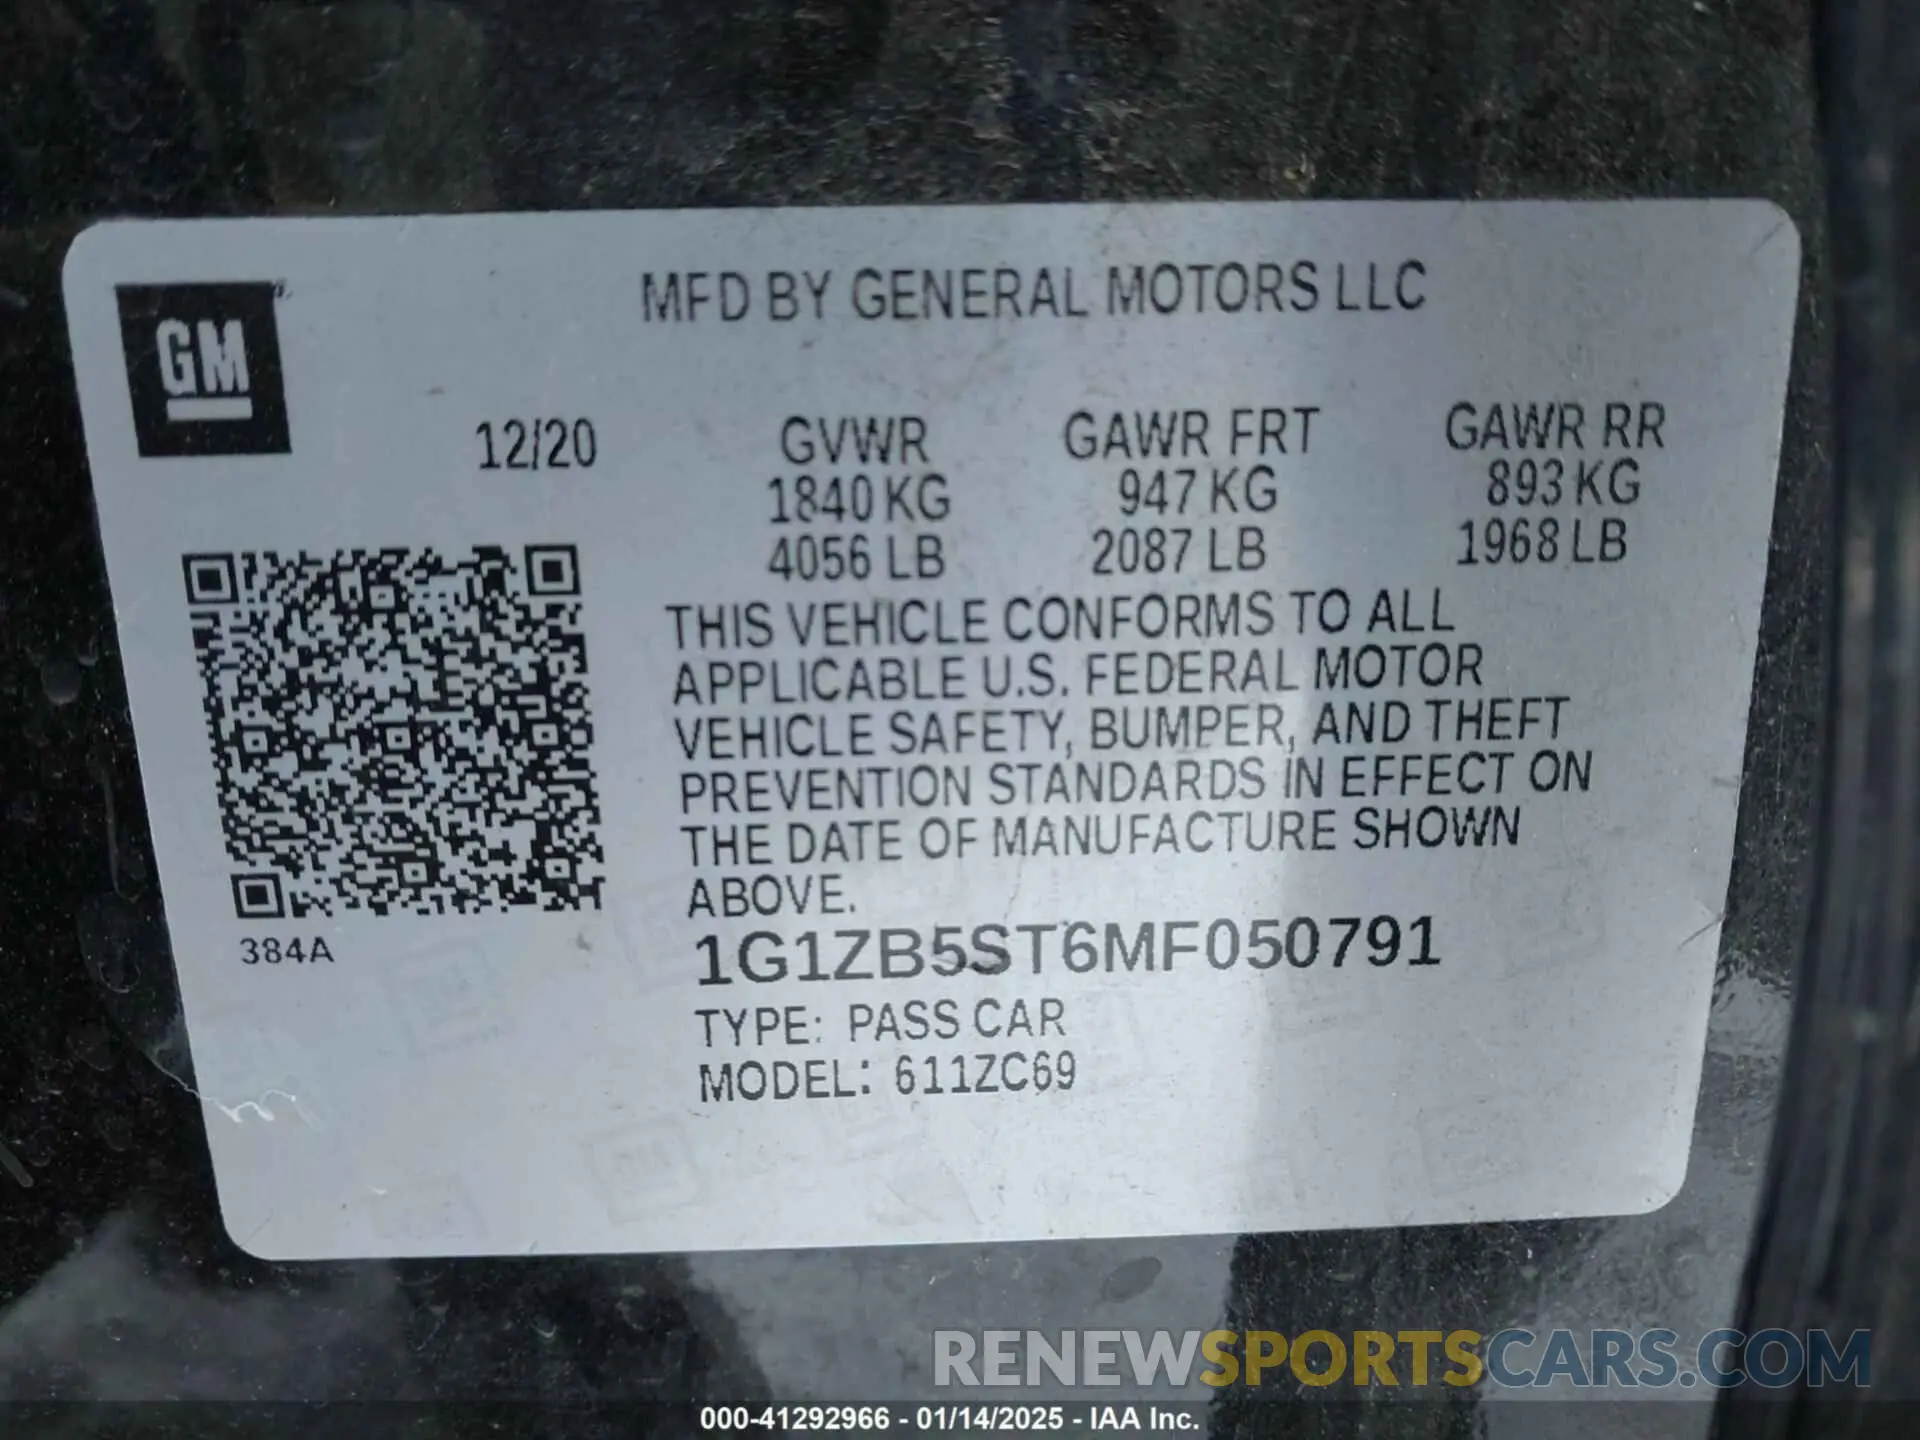 MFD BY GENERAL MOTORS LLC
GM
12/20
GVWR
1840 KG
4056 LB
GAWR FRT
947 KG
2087 LB
GAWR RR
893 KG
1968 LB
THIS VEHICLE CONFORMS TO ALL
APPLICABLE U.S. FEDERAL MOTOR
VEHICLE SAFETY, BUMPER, AND THEFT
PREVENTION STANDARDS IN EFFECT ON
THE DATE OF MANUFACTURE SHOWN
ABOVE.
384A
1G1ZB5ST6MF050791
TYPE: PASS CAR
MODEL: 611ZC69
RENEWSPORTSCARS.COM
000-41292966 - 01/14/2025 - IAA Inc.